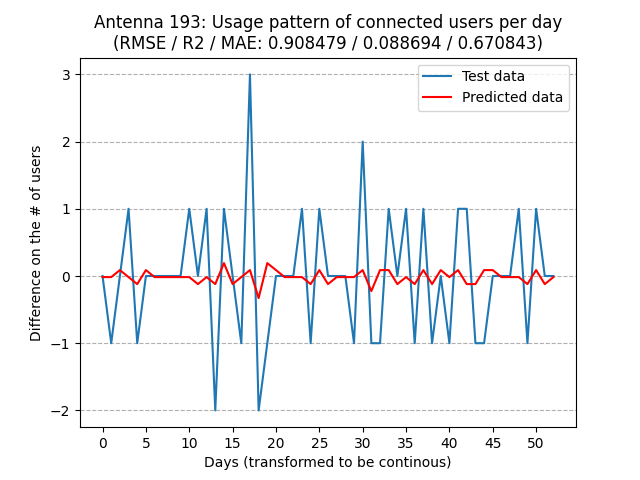 Antenna 193: Usage pattern of connected users per day
(RMSE / R2 / MAE: 0.908479 / 0.088694 / 0.670843)
Test data
Predicted data
Difference on the # of users
3
2
1
0
−1
−2
0 5 10 15 20 25 30 35 40 45 50
Days (transformed to be continous)